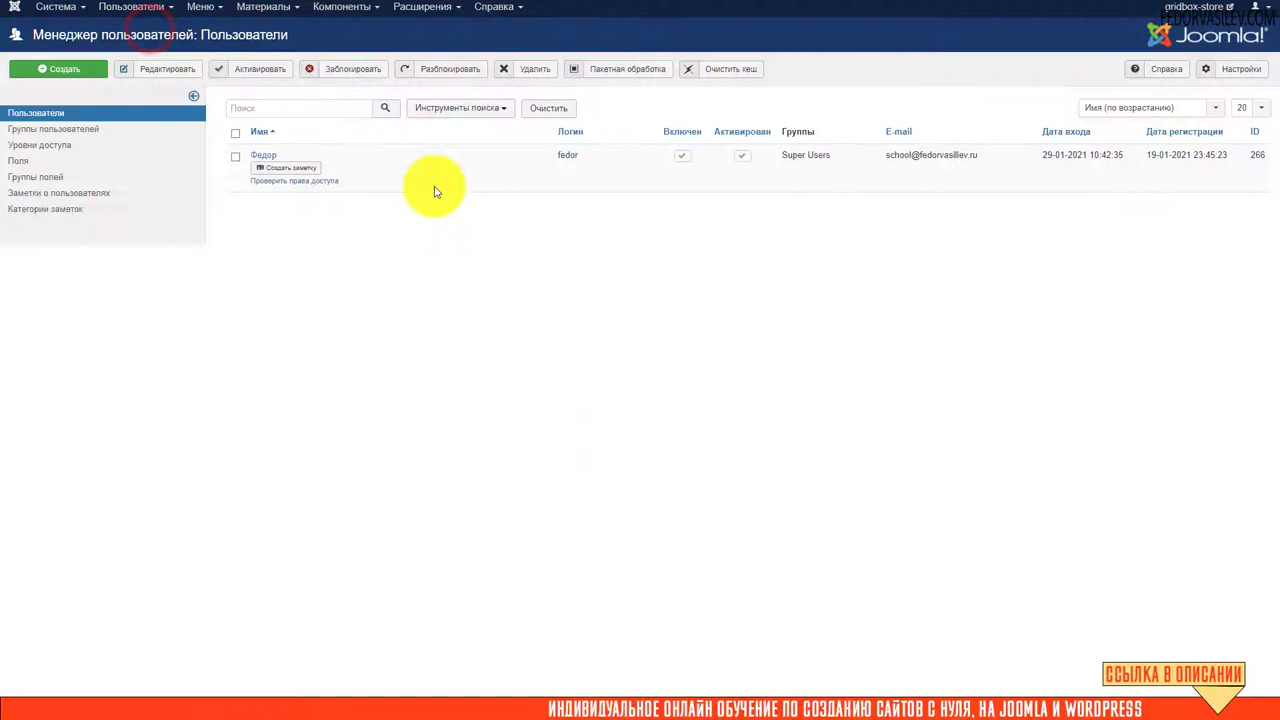 Система Пользователи Меню Материалы Компоненты Расширения Справка gridbox-store
FEDORVASILEV.COM
Менеджер пользователей: Пользователи
Joomla!
Создать Редактировать Активировать Заблокировать Разблокировать Удалить Пакетная обработка Очистить кеш Справка Настройки
Поиск Инструменты поиска Очистить Имя (по возрастанию) 20
Пользователи
Группы пользователей
Уровни доступа
Поля
Группы полей
Заметки о пользователях
Категории заметок
Имя Логин Включен Активирован Группы E-mail Дата входа Дата регистрации ID
Федор fedor Super Users school@fedorvasiliev.ru 29-01-2021 10:42:35 19-01-2021 23:45:23 266
Создать заметку
Проверить права доступа
ССЫЛКА В ОПИСАНИИ
ИНДИВИДУАЛЬНОЕ ОНЛАЙН ОБУЧЕНИЕ ПО СОЗДАНИЮ САЙТОВ С НУЛЯ, НА JOOMLA И WORDPRESS